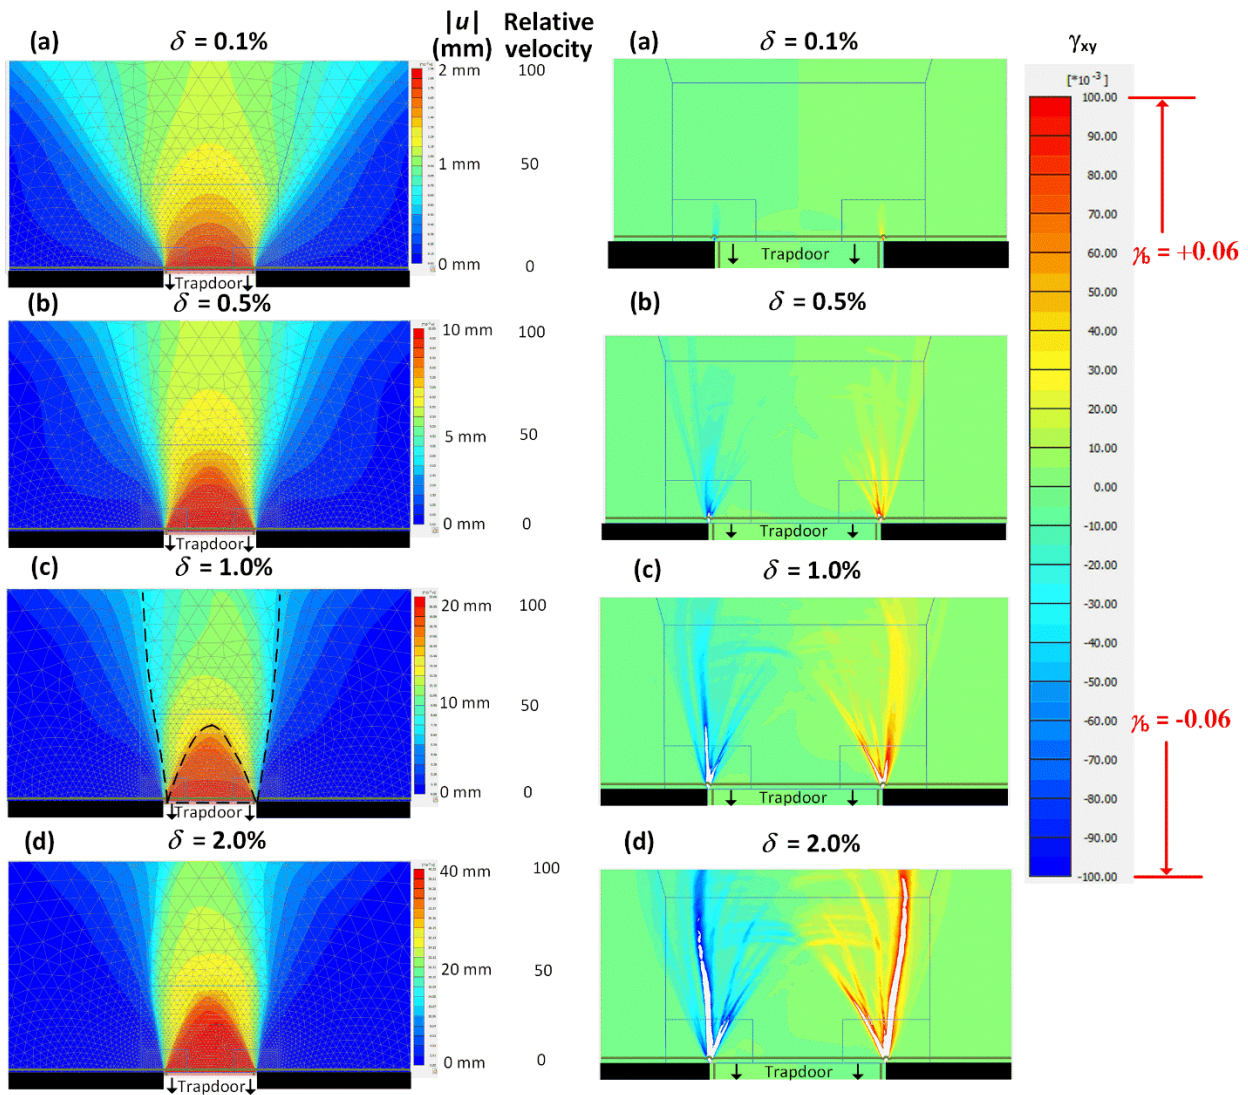 |u| (mm)
Relative velocity
(a)
δ = 0.1%
2 mm
100
1 mm
50
0 mm
0
Trapdoor
(b)
δ = 0.5%
10 mm
100
5 mm
50
0 mm
0
Trapdoor
(c)
δ = 1.0%
20 mm
100
10 mm
50
0 mm
0
Trapdoor
(d)
δ = 2.0%
40 mm
100
20 mm
50
0 mm
0
Trapdoor
(a)
δ = 0.1%
Trapdoor
(b)
δ = 0.5%
Trapdoor
(c)
δ = 1.0%
Trapdoor
(d)
δ = 2.0%
Trapdoor
γxy
[*10⁻³]
100.00
90.00
80.00
70.00
60.00
50.00
40.00
30.00
20.00
10.00
0.00
-10.00
-20.00
-30.00
-40.00
-50.00
-60.00
-70.00
-80.00
-90.00
-100.00
γb = +0.06
γb = -0.06